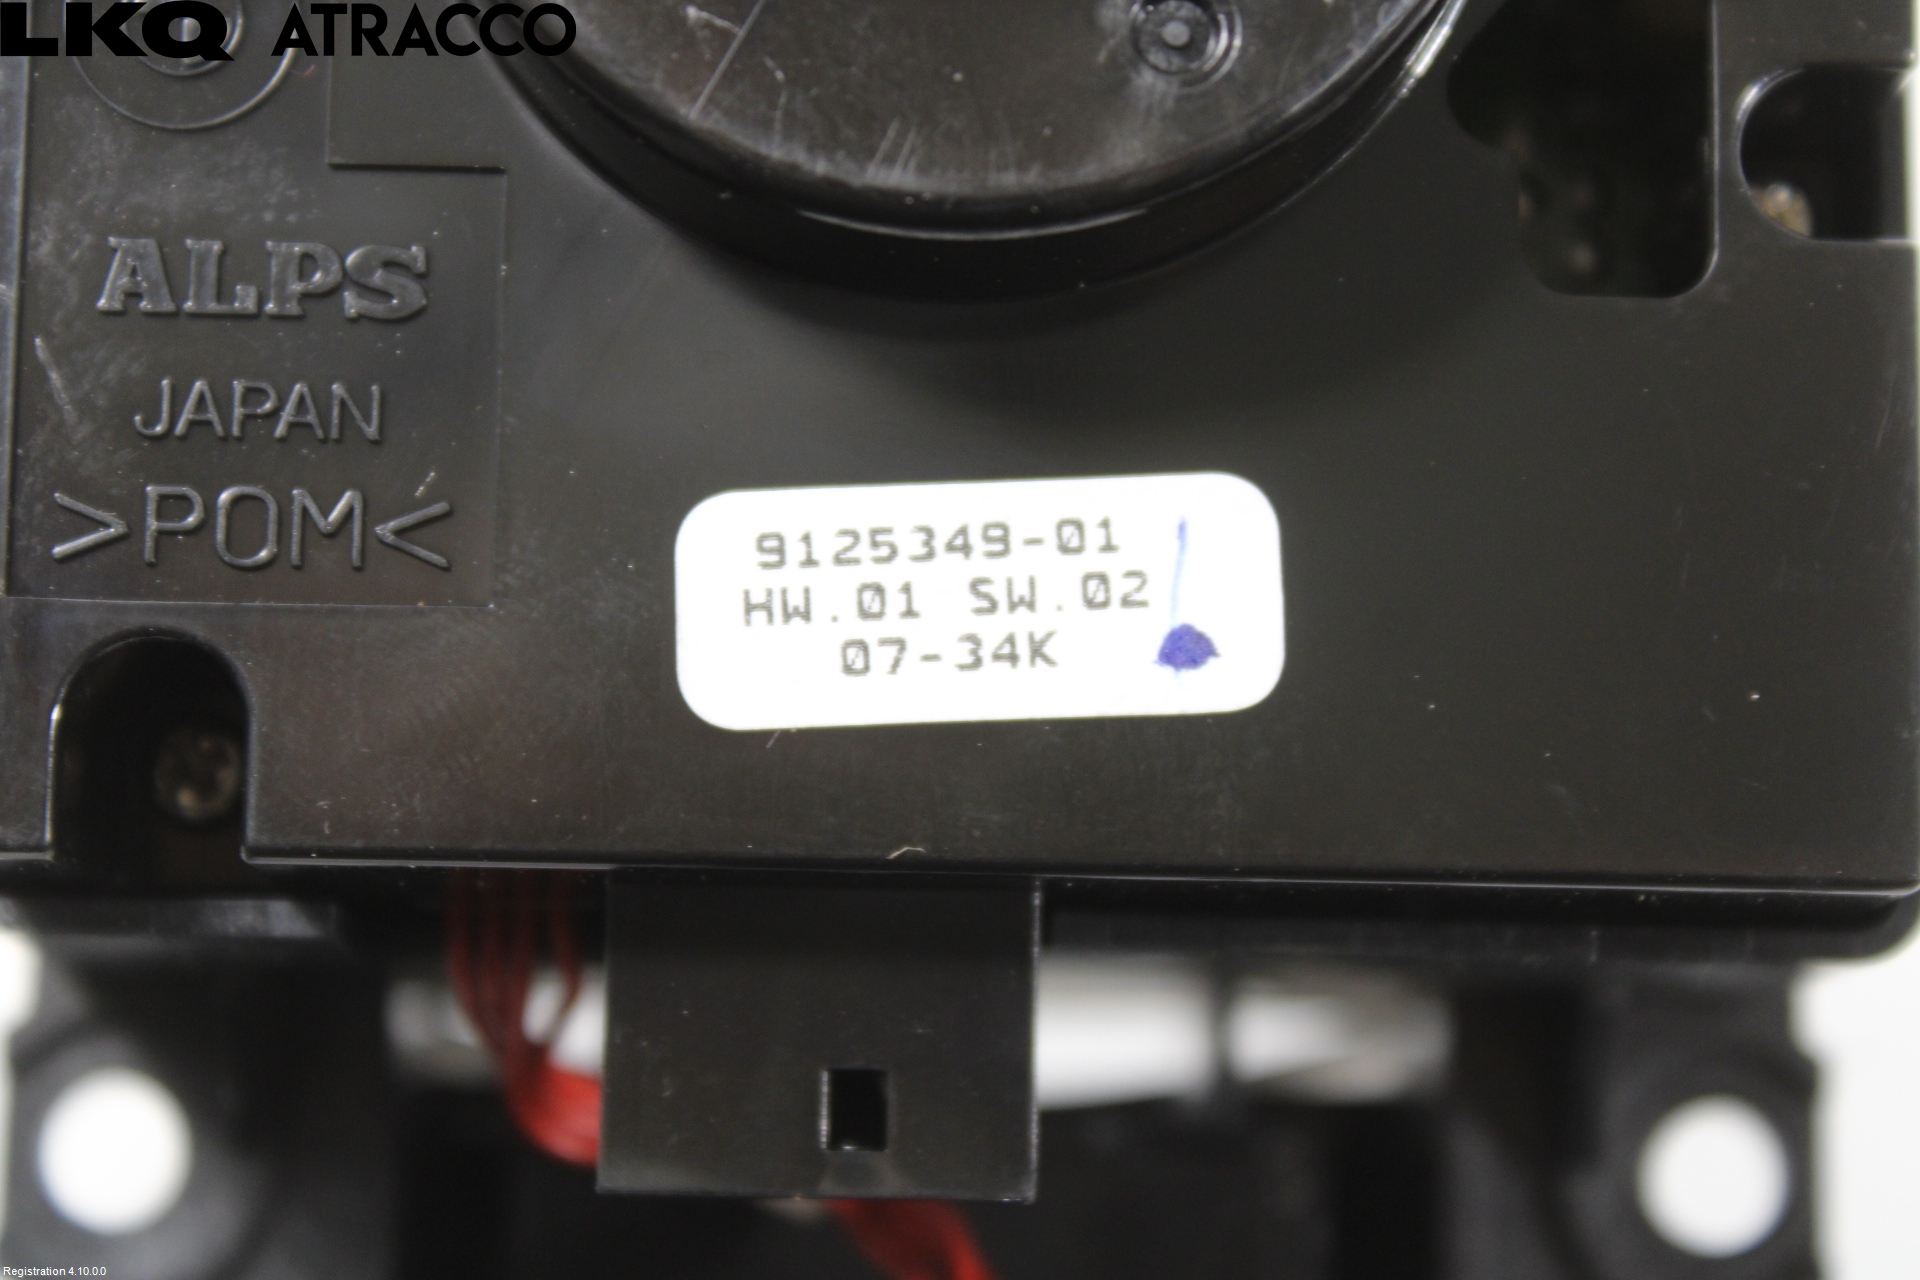 LKQ ATRACCO
ALPS
JAPAN
>POM<
9125349-01
HW.01 SW.02
07-34K
Registration 4.10.0.0